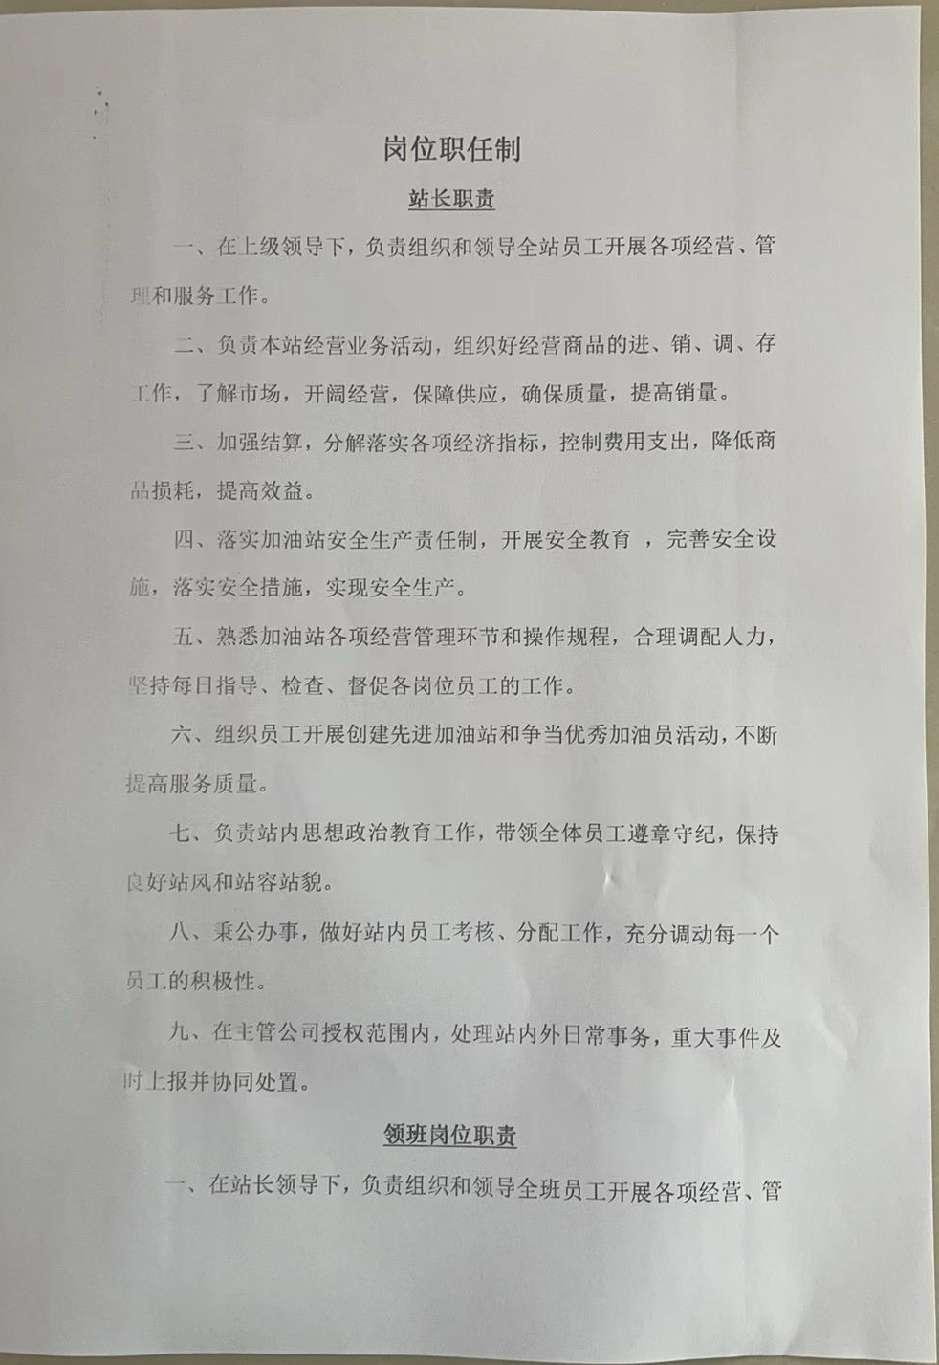 岗位职任制
站长职责
一、在上级领导下，负责组织和领导全站员工开展各项经营、管
理和服务工作。
二、负责本站经营业务活动，组织好经营商品的进、销、调、存
工作，了解市场，开阔经营，保障供应，确保质量，提高销量。
三、加强结算，分解落实各项经济指标，控制费用支出，降低商
品损耗，提高效益。
四、落实加油站安全生产责任制，开展安全教育 ，完善安全设
施，落实安全措施，实现安全生产。
五、熟悉加油站各项经营管理环节和操作规程，合理调配人力，
坚持每日指导、检查、督促各岗位员工的工作。
六、组织员工开展创建先进加油站和争当优秀加油员活动，不断
提高服务质量。
七、负责站内思想政治教育工作，带领全体员工遵章守纪，保持
良好站风和站容站貌。
八、秉公办事，做好站内员工考核、分配工作，充分调动每一个
员工的积极性。
九、在主管公司授权范围内，处理站内外日常事务，重大事件及
时上报并协同处置。
领班岗位职责
一、在站长领导下，负责组织和领导全班员工开展各项经营、管